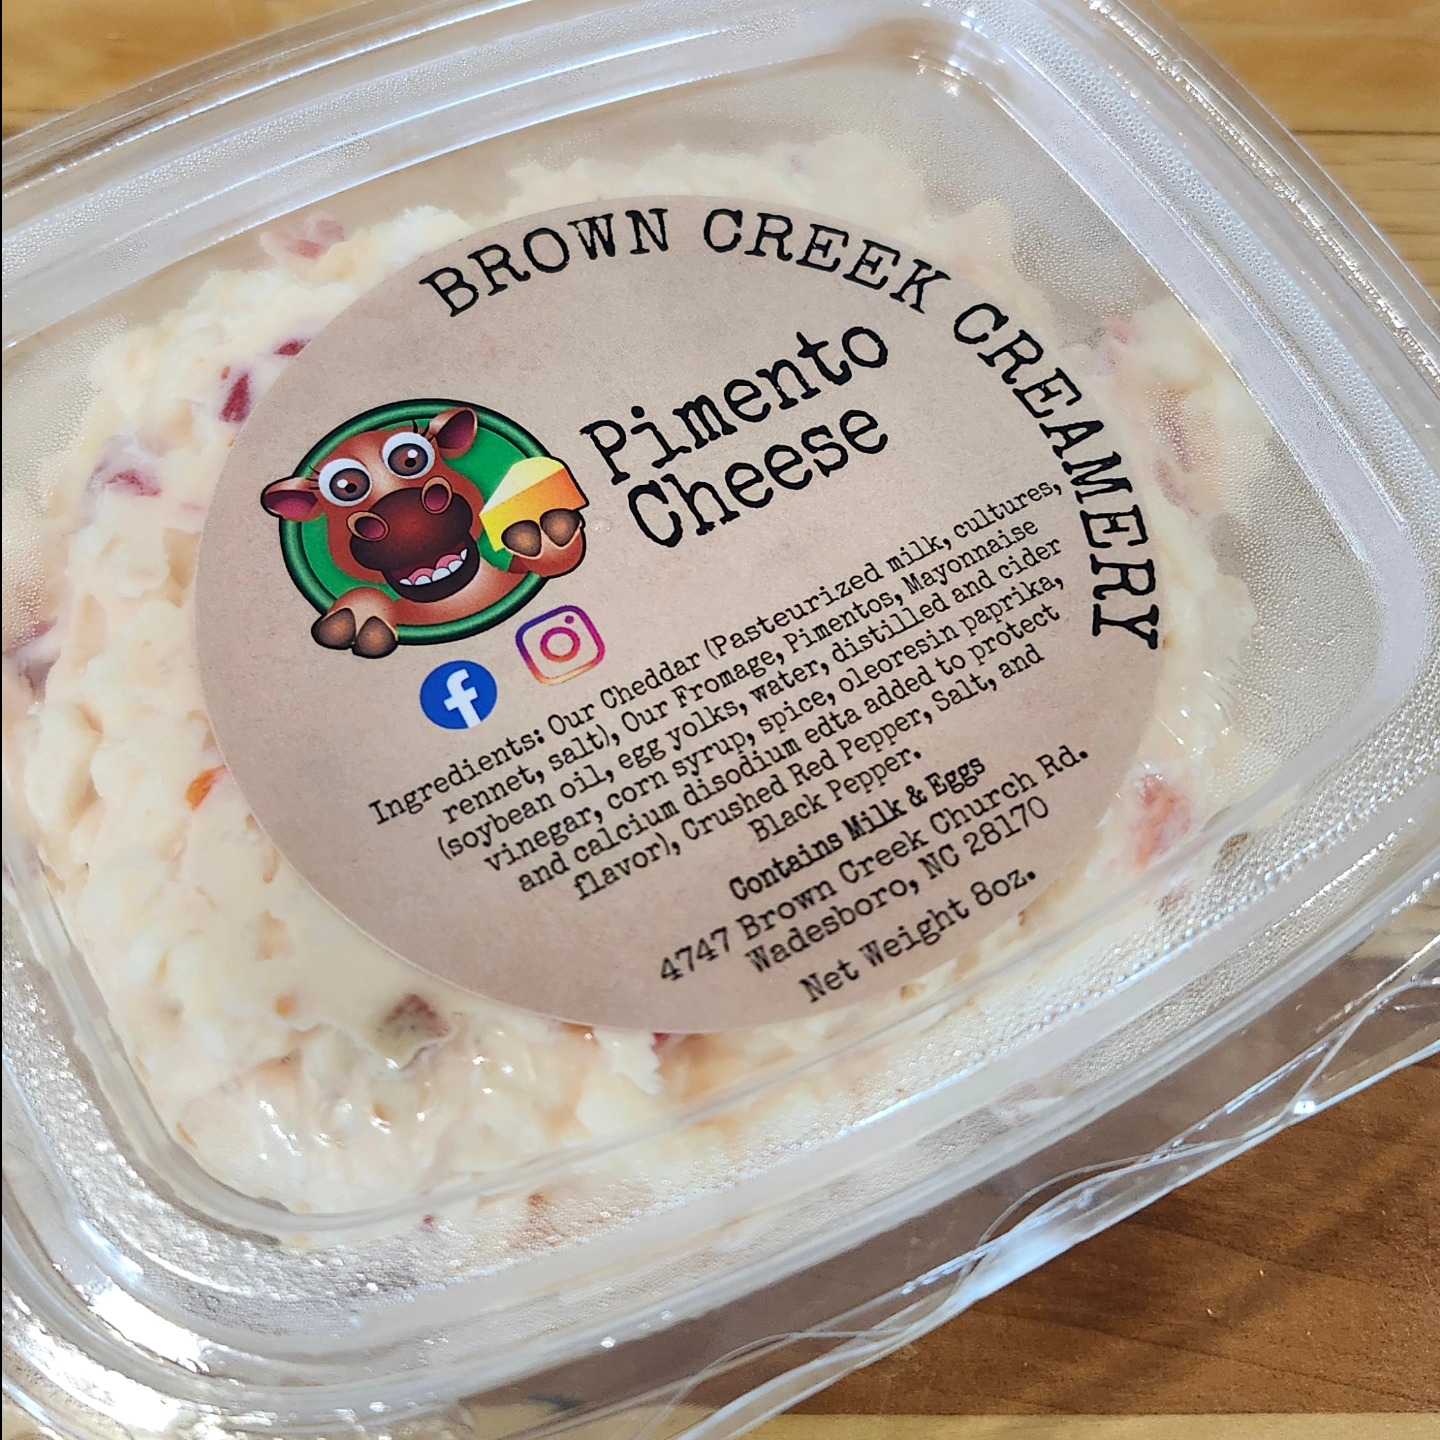 BROWN CREEK CREAMERY
Pimento
Cheese
f
Ingredients: Our Cheddar (Pasteurized milk, cultures,
rennet, salt), Our Fromage, Pimentos, Mayonnaise
(soybean oil, egg yolks, water, distilled and cider
vinegar, corn syrup, spice, oleoresin paprika,
and calcium disodium edta added to protect
flavor), Crushed Red Pepper, Salt, and
Black Pepper.
Contains Milk & Eggs
4747 Brown Creek Church Rd.
Wadesboro, NC 28170
Net Weight 8oz.